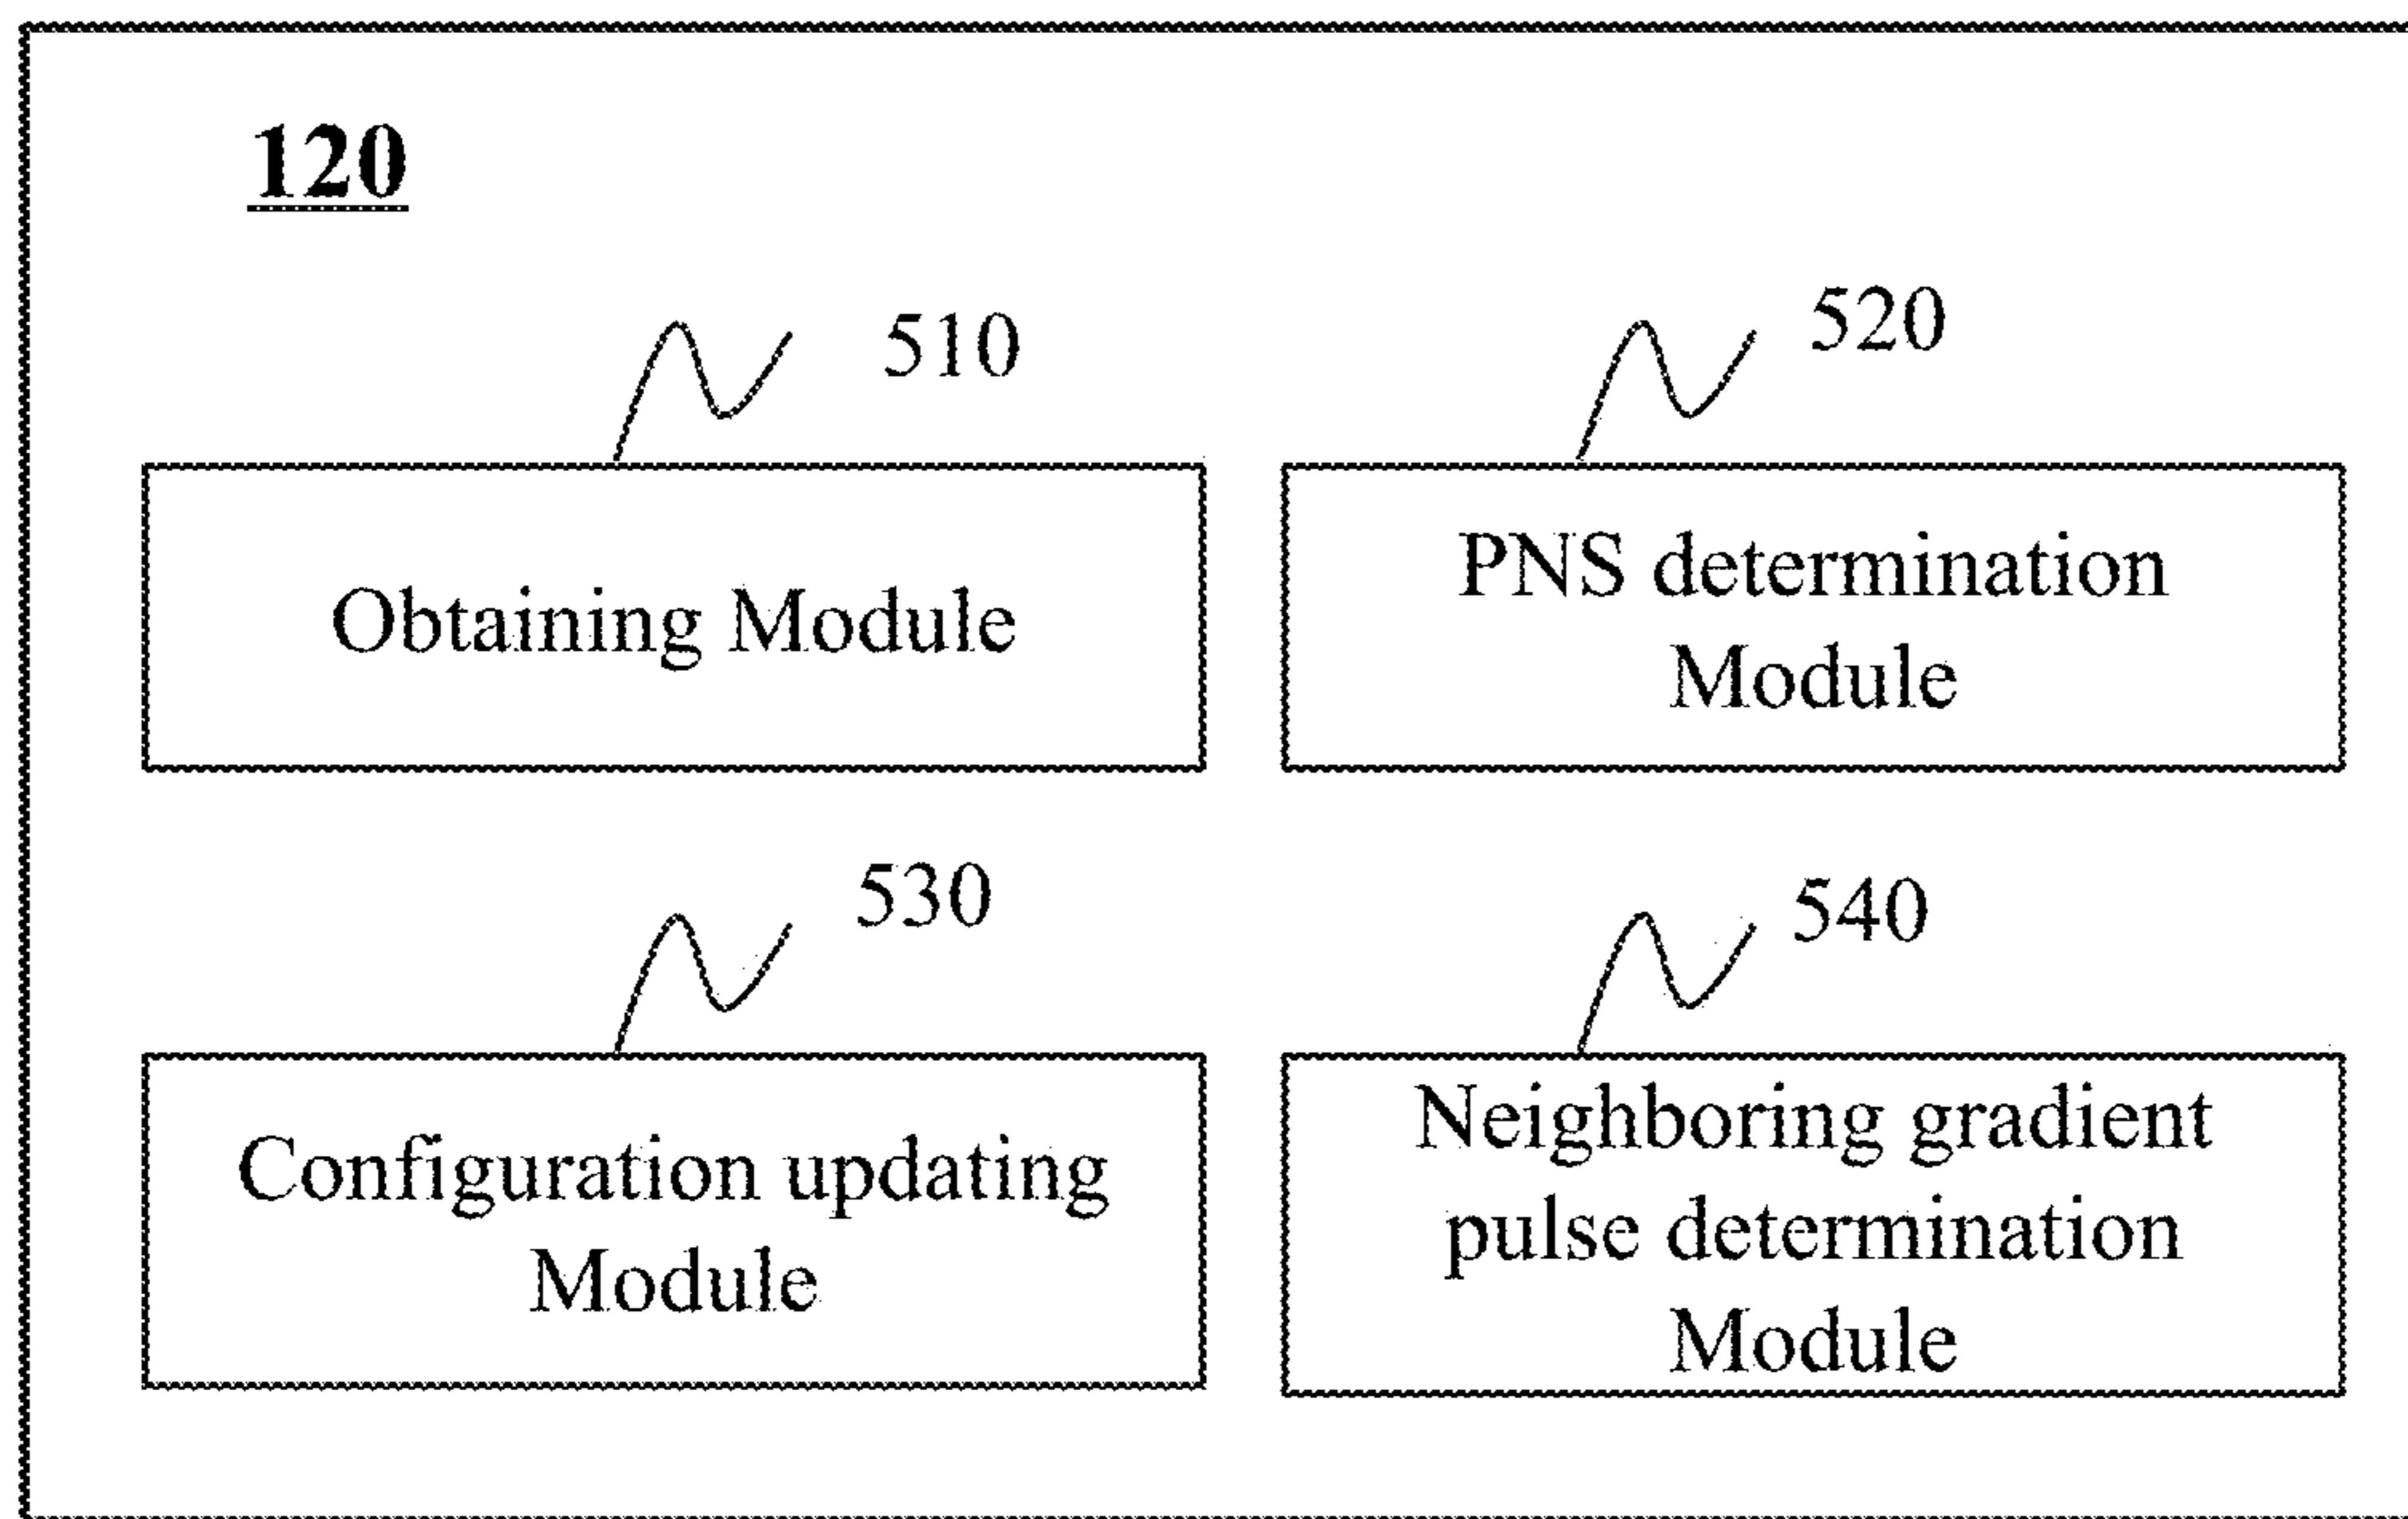 120
510
520
Obtaining Module
PNS determination
Module
530
540
Configuration updating
Module
Neighboring gradient
pulse determination
Module